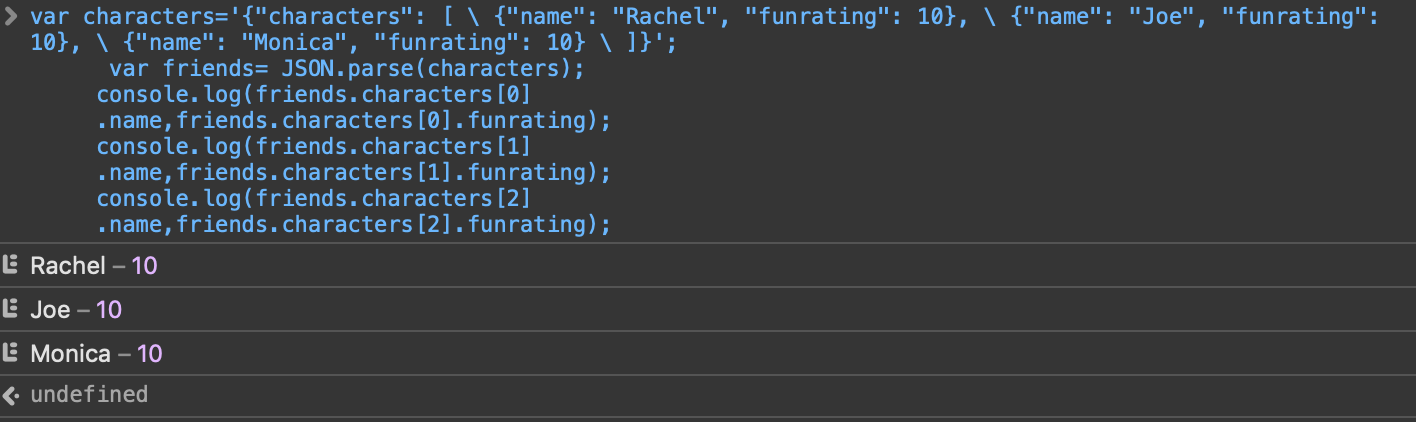 var characters='{"characters": [ \ {"name": "Rachel", "funrating": 10}, \ {"name": "Joe", "funrating":
10}, \ {"name": "Monica", "funrating": 10} \ ]}';
var friends= JSON.parse(characters);
console.log(friends.characters[0]
.name,friends.characters[0].funrating);
console.log(friends.characters[1]
.name,friends.characters[1].funrating);
console.log(friends.characters[2]
.name,friends.characters[2].funrating);
Rachel – 10
Joe – 10
Monica – 10
undefined